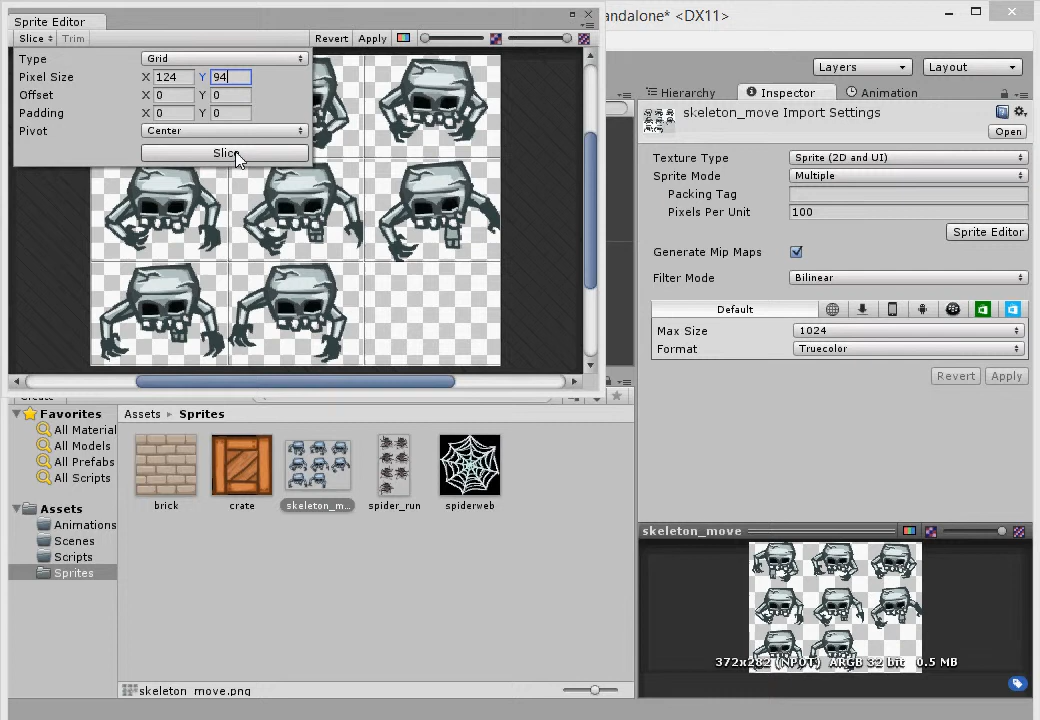 Sprite Editor
andalone* <DX11>
Slice Trim Revert Apply
Type Grid
Pixel Size X 124 Y 94
Offset X 0 Y 0
Padding X 0 Y 0
Pivot Center
Slice
Layers Layout
Hierarchy Inspector Animation
skeleton_move Import Settings
Open
Texture Type Sprite (2D and UI)
Sprite Mode Multiple
Packing Tag
Pixels Per Unit 100
Sprite Editor
Generate Mip Maps
Filter Mode Bilinear
Default
Max Size 1024
Format Truecolor
Revert Apply
Favorites
All Material
All Models
All Prefabs
All Scripts
Assets
Animations
Scenes
Scripts
Sprites
Assets Sprites
brick crate skeleton_m... spider_run spiderweb
skeleton_move.png
skeleton_move
372x282 (NPOT) ARGB 32 bit 0.5 MB